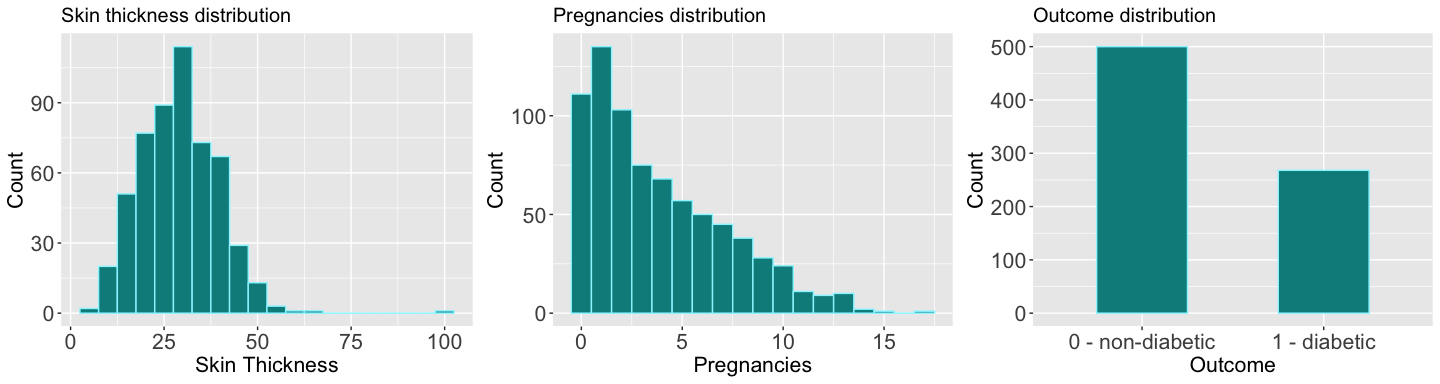 Skin thickness distribution
Count
90
60
30
0
0 25 50 75 100
Skin Thickness
Pregnancies distribution
Count
100
50
0
0 5 10 15
Pregnancies
Outcome distribution
Count
500
400
300
200
100
0
0 - non-diabetic 1 - diabetic
Outcome